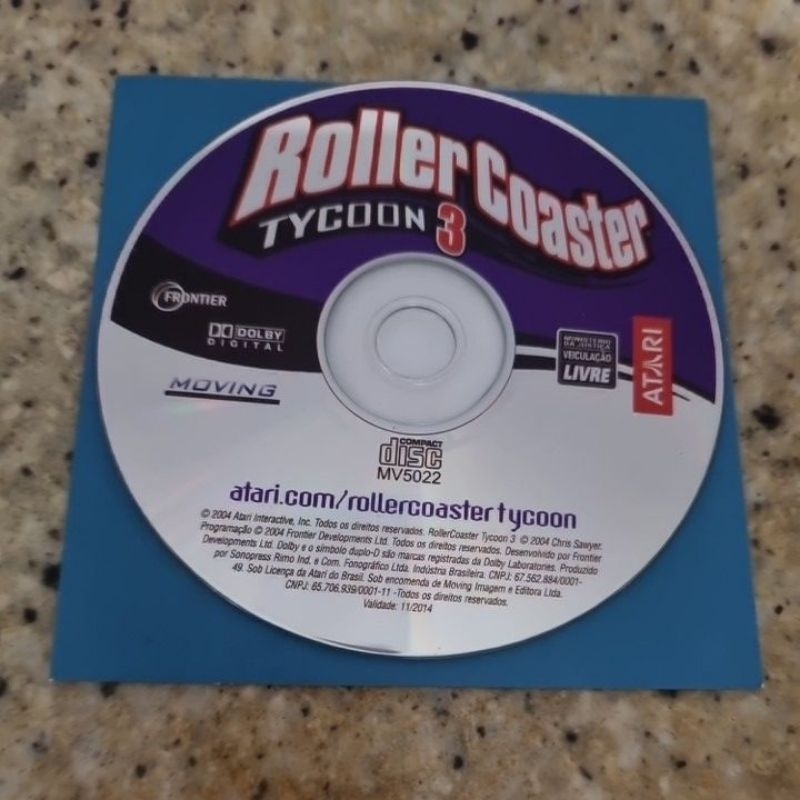 RollerCoaster
TYCOON 3
FRONTIER
DOLBY
DIGITAL
MOVING
MINISTÉRIO
DA JUSTIÇA
VEICULAÇÃO
LIVRE
ATARI
COMPACT
disc
MV5022
atari.com/rollercoastertycoon
© 2004 Atari Interactive, Inc. Todos os direitos reservados. RollerCoaster Tycoon 3 © 2004 Chris Sawyer.
Programação © 2004 Frontier Developments Ltd. Todos os direitos reservados. Desenvolvido por Frontier
Developments Ltd. Dolby e o símbolo duplo-D são marcas registradas da Dolby Laboratories. Produzido
por Sonopress Rimo Ind. e Com. Fonográfico Ltda. Indústria Brasileira. CNPJ: 67.562.884/0001-
49. Sob Licença da Atari do Brasil. Sob encomenda de Moving Imagem e Editora Ltda.
CNPJ: 65.706.939/0001-11 -Todos os direitos reservados.
Validade: 11/2014